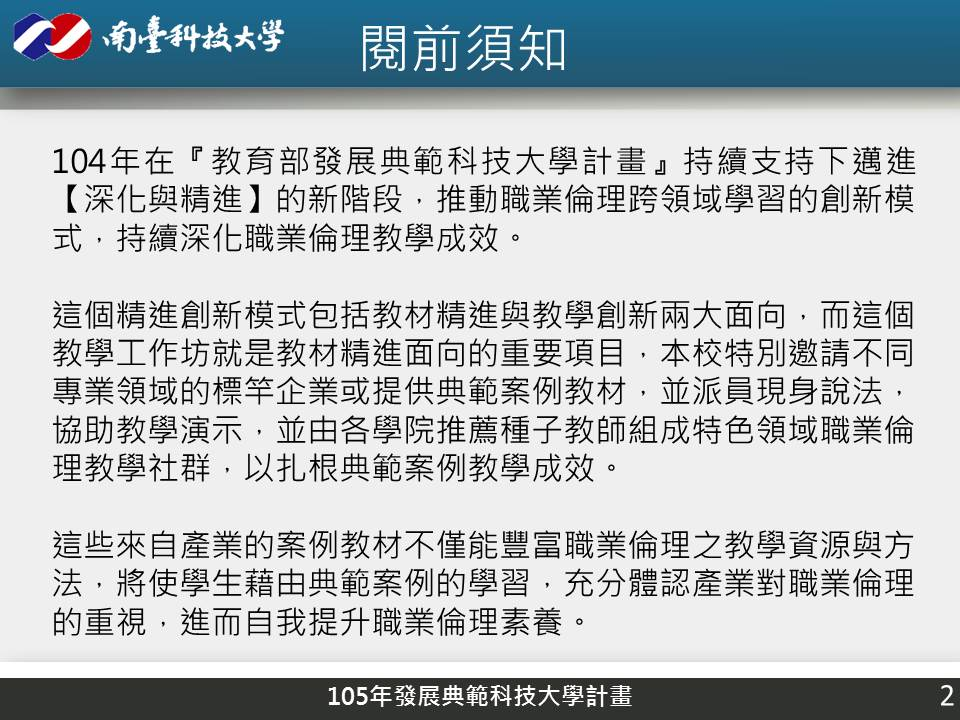 南臺科技大學
閱前須知
104年在『教育部發展典範科技大學計畫』持續支持下邁進
【深化與精進】的新階段，推動職業倫理跨領域學習的創新模
式，持續深化職業倫理教學成效。
這個精進創新模式包括教材精進與教學創新兩大面向，而這個
教學工作坊就是教材精進面向的重要項目，本校特別邀請不同
專業領域的標竿企業或提供典範案例教材，並派員現身說法，
協助教學演示，並由各學院推薦種子教師組成特色領域職業倫
理教學社群，以扎根典範案例教學成效。
這些來自產業的案例教材不僅能豐富職業倫理之教學資源與方
法，將使學生藉由典範案例的學習，充分體認產業對職業倫理
的重視，進而自我提升職業倫理素養。
105年發展典範科技大學計畫
2